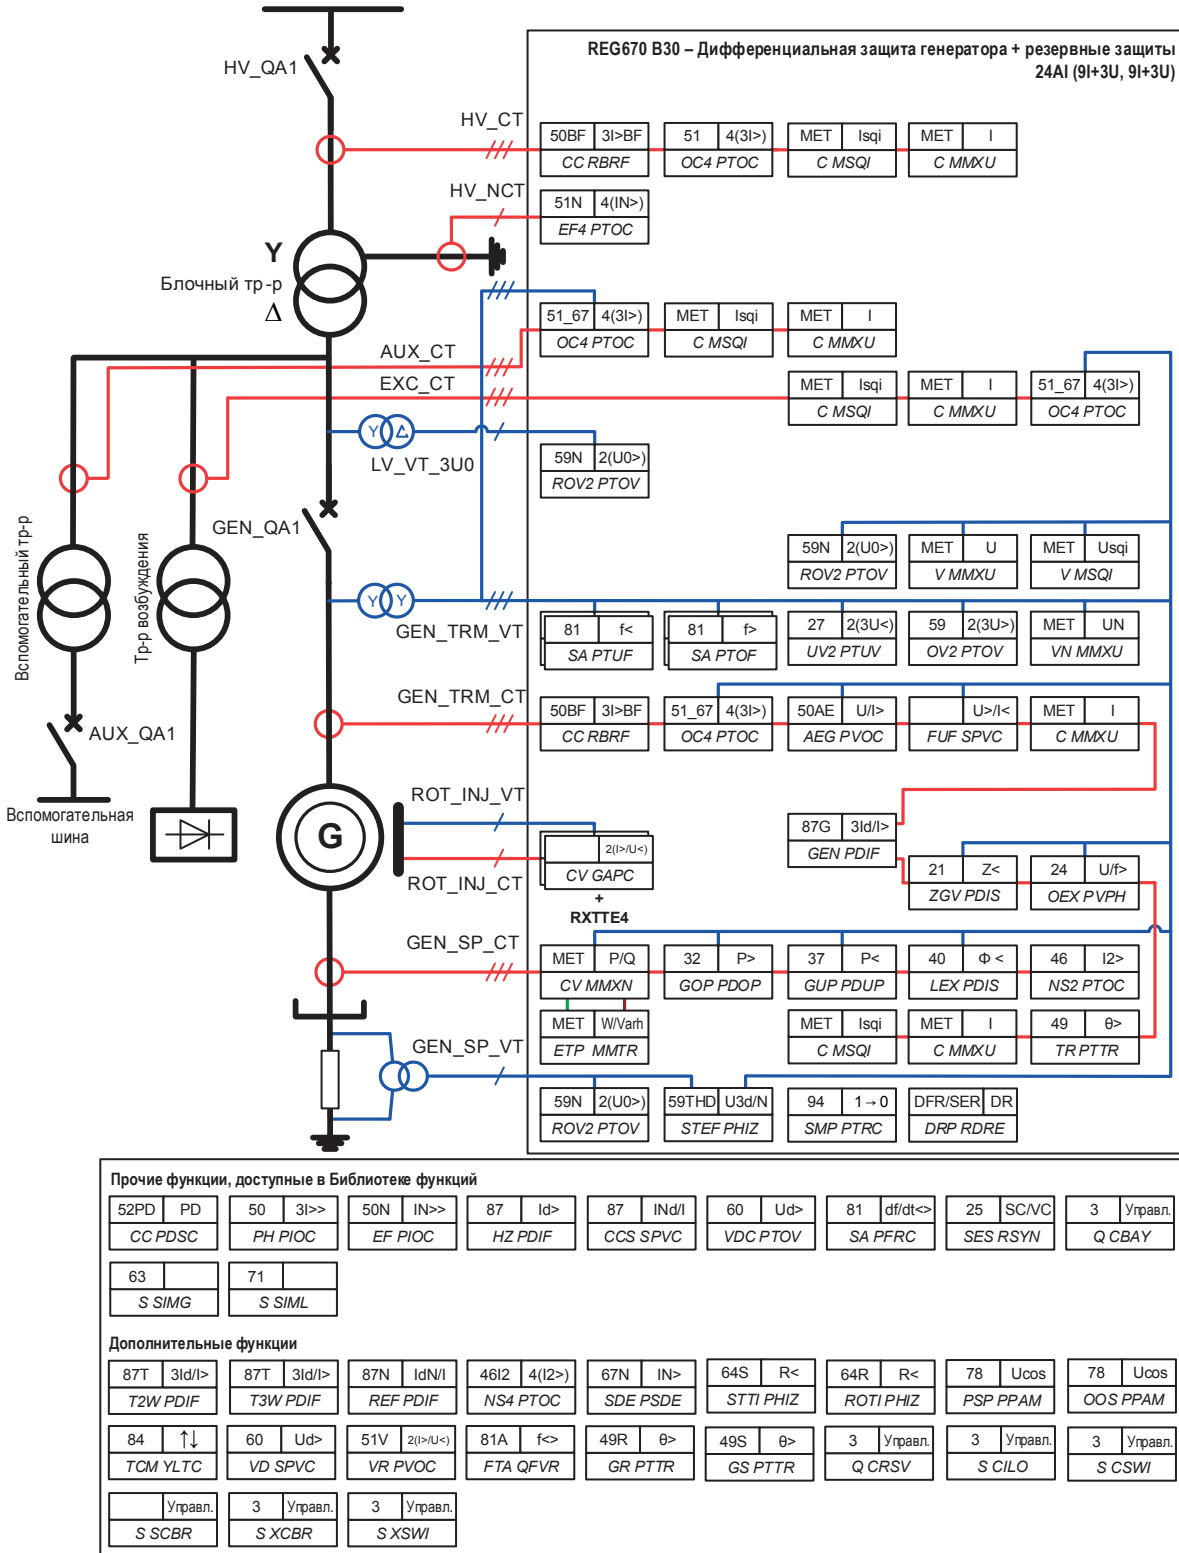 REG670 B30 – Дифференциальная защита генератора + резервные защиты
24AI (9I+3U, 9I+3U)
HV_QA1
HV_CT
50BF 3I>BF
CC RBRF
51 4(3I>)
OC4 PTOC
MET Isqi
C MSQI
MET I
C MMXU
HV_NCT
51N 4(IN>)
EF4 PTOC
Y
Блочный тр-р
Δ
51_67 4(3I>)
OC4 PTOC
MET Isqi
C MSQI
MET I
C MMXU
AUX_CT
EXC_CT
MET Isqi
C MSQI
MET I
C MMXU
51_67 4(3I>)
OC4 PTOC
Y Δ
LV_VT_3U0
59N 2(U0>)
ROV2 PTOV
GEN_QA1
Вспомогательный тр-р
Тр-р возбуждения
59N 2(U0>)
ROV2 PTOV
MET U
V MMXU
MET Usqi
V MSQI
Y Y
GEN_TRM_VT
81 f<
SA PTUF
81 f>
SA PTOF
27 2(3U<)
UV2 PTUV
59 2(3U>)
OV2 PTOV
MET UN
VN MMXU
GEN_TRM_CT
50BF 3I>BF
CC RBRF
51_67 4(3I>)
OC4 PTOC
50AE U/I>
AEG PVOC
U>/I<
FUF SPVC
MET I
C MMXU
AUX_QA1
Вспомогательная
шина
G
ROT_INJ_VT
ROT_INJ_CT
2(I>/U<)
CV GAPC
+
RXTTE4
87G 3Id/I>
GEN PDIF
21 Z<
ZGV PDIS
24 U/f>
OEX PVPH
GEN_SP_CT
MET P/Q
CV MMXN
32 P>
GOP PDOP
37 P<
GUP PDUP
40 Φ <
LEX PDIS
46 I2>
NS2 PTOC
MET W/Varh
ETP MMTR
MET Isqi
C MSQI
MET I
C MMXU
49 θ>
TR PTTR
GEN_SP_VT
59N 2(U0>)
ROV2 PTOV
59THD U3d/N
STEF PHIZ
94 1→0
SMP PTRC
DFR/SER DR
DRP RDRE
Прочие функции, доступные в Библиотеке функций
52PD PD
CC PDSC
50 3I>>
PH PIOC
50N IN>>
EF PIOC
87 Id>
HZ PDIF
87 INd/I
CCS SPVC
60 Ud>
VDC PTOV
81 df/dt<>
SA PFRC
25 SC/VC
SES RSYN
3 Управл.
Q CBAY
63
S SIMG
71
S SIML
Дополнительные функции
87T 3Id/I>
T2W PDIF
87T 3Id/I>
T3W PDIF
87N IdN/I
REF PDIF
46I2 4(I2>)
NS4 PTOC
67N IN>
SDE PSDE
64S R<
STTI PHIZ
64R R<
ROTI PHIZ
78 Ucos
PSP PPAM
78 Ucos
OOS PPAM
84 ↑↓
TCM YLTC
60 Ud>
VD SPVC
51V 2(I>/U<)
VR PVOC
81A f<>
FTA QFVR
49R θ>
GR PTTR
49S θ>
GS PTTR
3 Управл.
Q CRSV
3 Управл.
S CILO
3 Управл.
S CSWI
Управл.
S SCBR
3 Управл.
S XCBR
3 Управл.
S XSWI